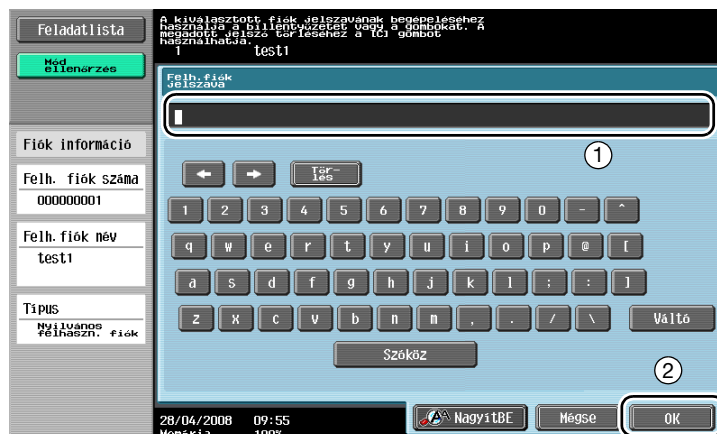 Feladatlista
Mód
ellenőrzés
A kiválasztott fiók jelszavának begépeléséhez
használja a billentyűzetet vagy a gombokat. A
megadott jelszó törléséhez a [C] gombot
használhatja.
1 test1
Felh.fiók
jelszava
1
Fiók információ
Felh. fiók száma
000000001
Felh.fiók név
test1
Típus
Nyilvános
felhaszn. fiók
Tör-
lés
1 2 3 4 5 6 7 8 9 0 - ^
q w e r t y u i o p @ [
a s d f g h j k l ; : ]
z x c v b n m , . / \ Váltó
Szóköz
2
28/04/2008 09:55
Memória 100%
NagyítBE Mégse OK